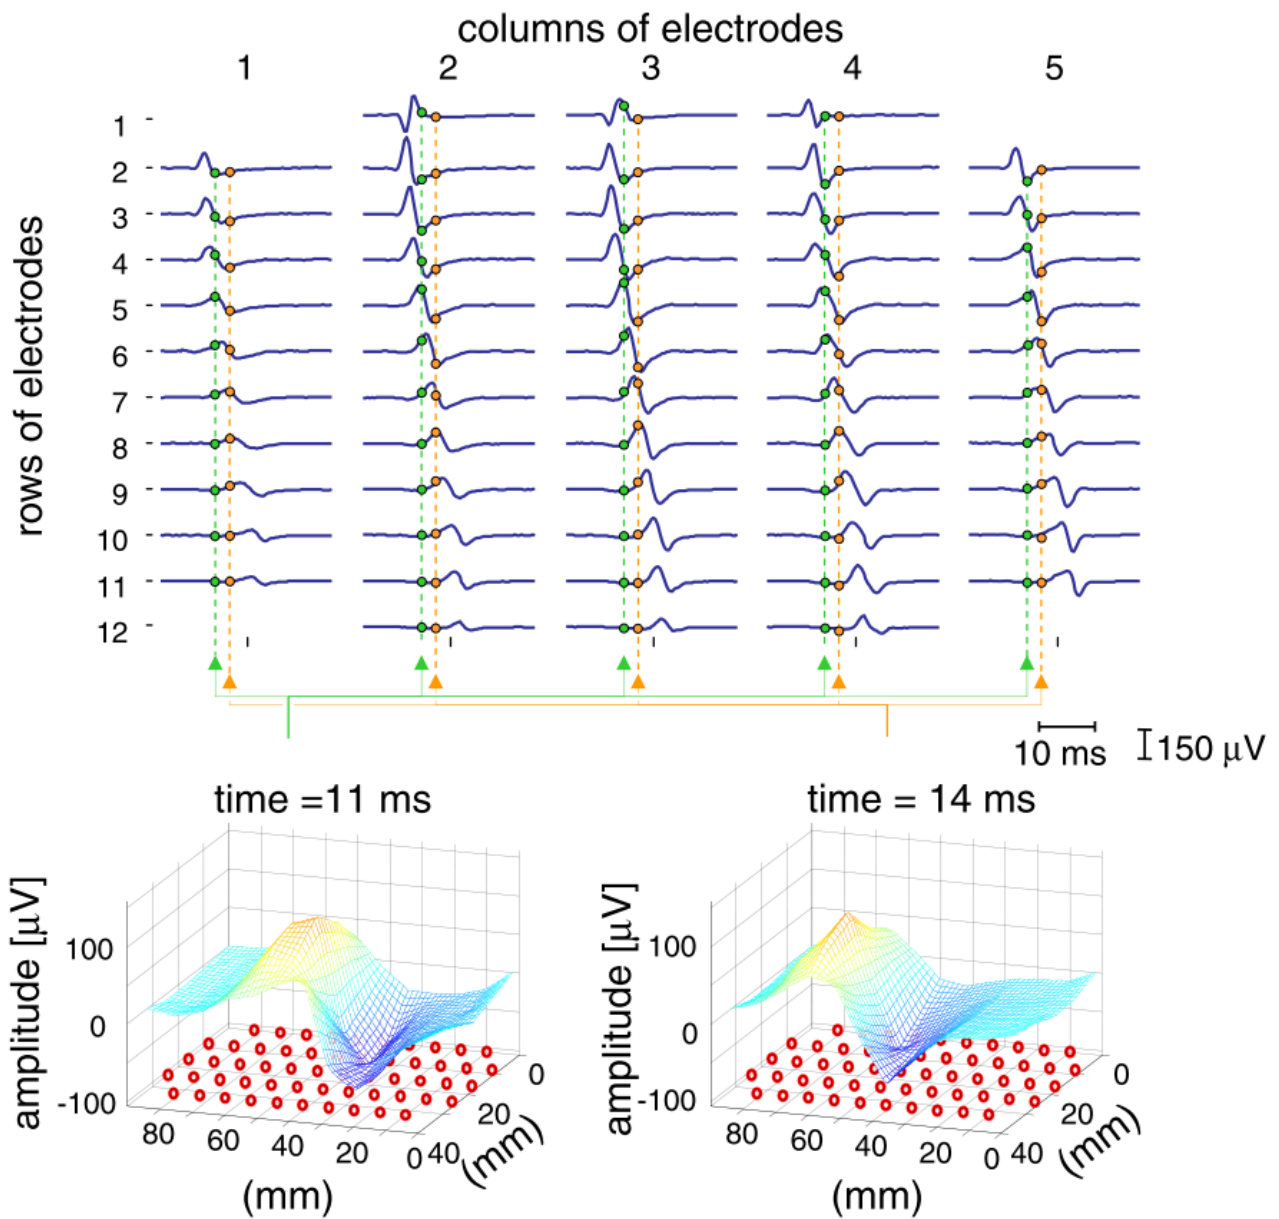 columns of electrodes
1 2 3 4 5
rows of electrodes
1
2
3
4
5
6
7
8
9
10
11
12
10 ms 150 μV
time =11 ms
amplitude [μV]
100
0
-100
80 60 40 20 0
40 20 0
(mm)
(mm)
time = 14 ms
amplitude [μV]
100
0
-100
80 60 40 20 0
40 20 0
(mm)
(mm)